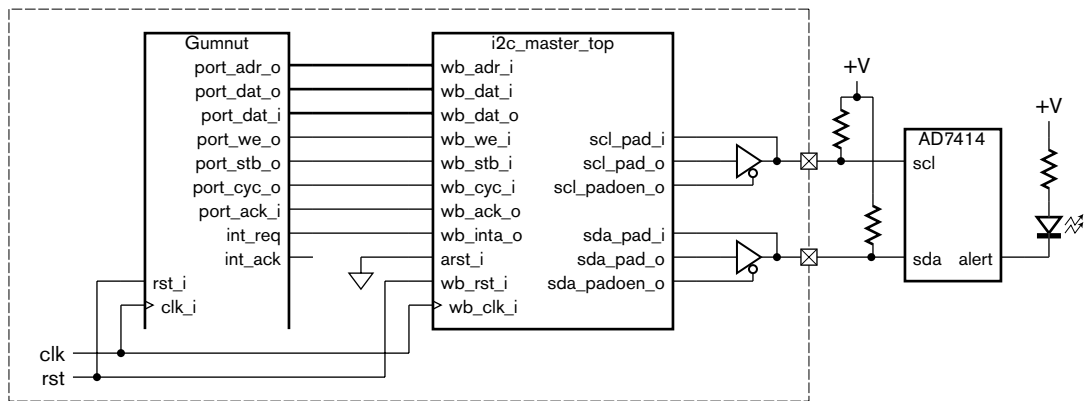 Gumnut
port_adr_o
port_dat_o
port_dat_i
port_we_o
port_stb_o
port_cyc_o
port_ack_i
int_req
int_ack
rst_i
clk_i
clk
rst
i2c_master_top
wb_adr_i
wb_dat_i
wb_dat_o
wb_we_i
wb_stb_i
wb_cyc_i
wb_ack_o
wb_inta_o
arst_i
wb_rst_i
wb_clk_i
scl_pad_i
scl_pad_o
scl_padoen_o
sda_pad_i
sda_pad_o
sda_padoen_o
+V
AD7414
scl
sda alert
+V